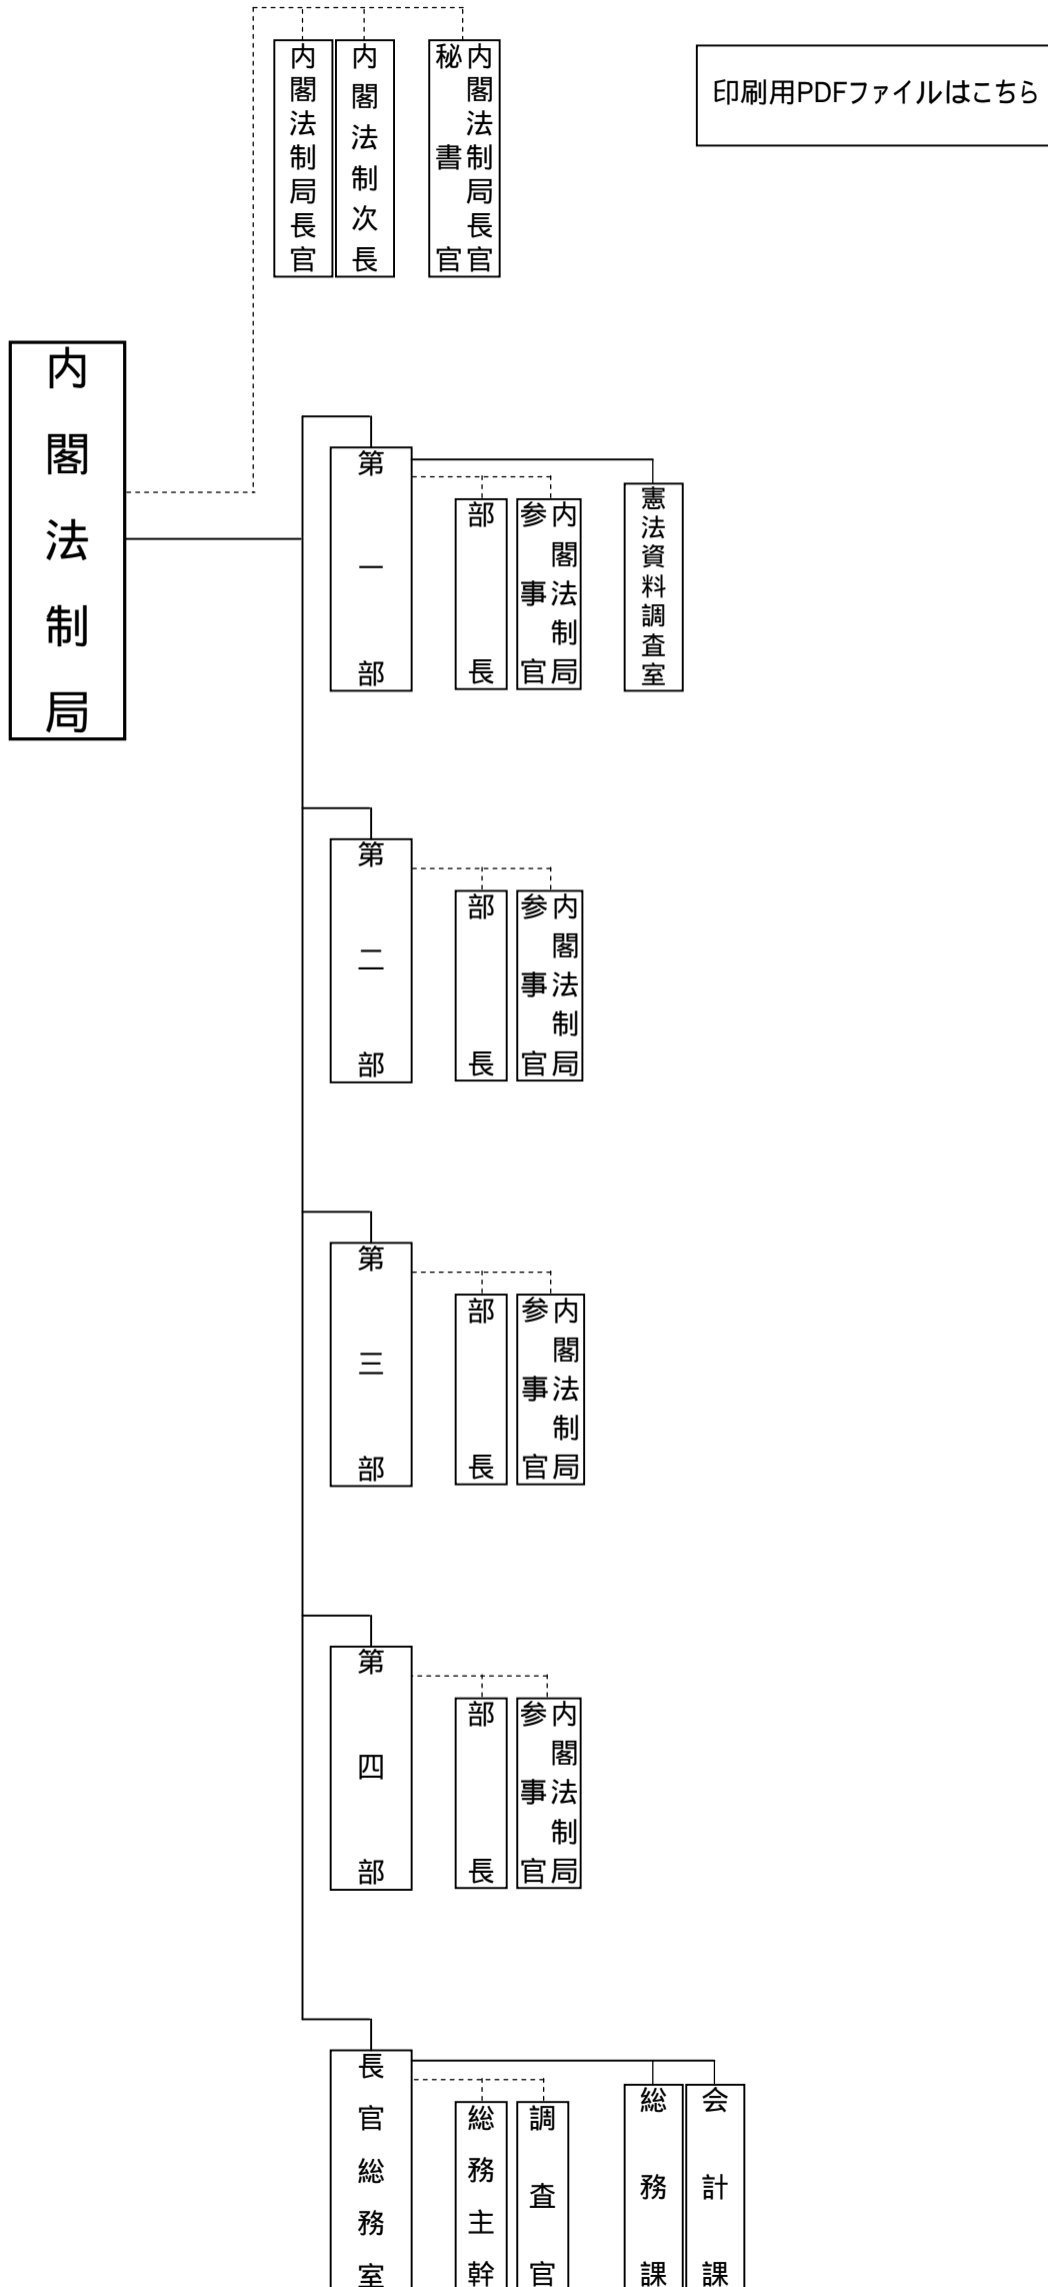 内閣法制局長官
内閣法制次長
内閣法制局長官
秘書官
印刷用PDFファイルはこちら
内閣法制局
第一部
部長
内閣法制局
参事官
憲法資料調査室
第二部
部長
内閣法制局
参事官
第三部
部長
内閣法制局
参事官
第四部
部長
内閣法制局
参事官
長官総務室
総務主幹
調査官
総務課
会計課